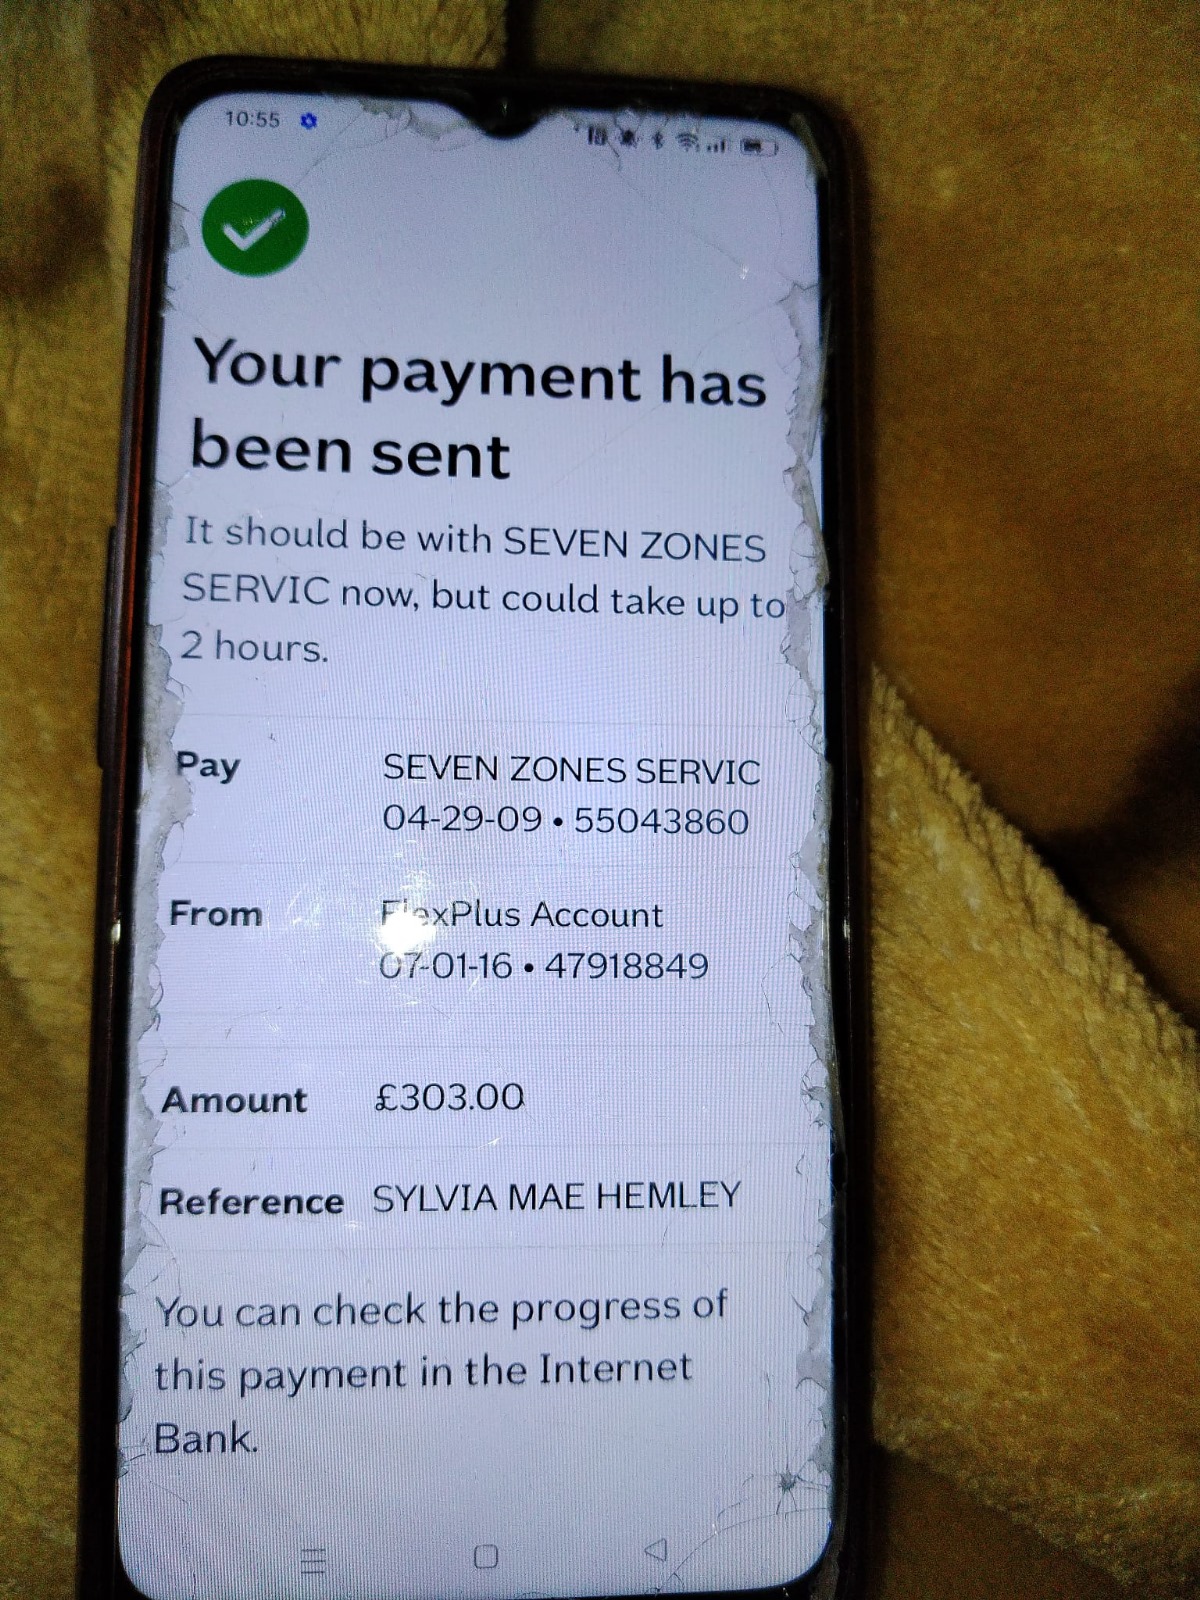 10:55
Your payment has
been sent
It should be with SEVEN ZONES
SERVIC now, but could take up to
2 hours.
Pay SEVEN ZONES SERVIC
04-29-09 • 55043860
From FlexPlus Account
07-01-16 • 47918849
Amount £303.00
Reference SYLVIA MAE HEMLEY
You can check the progress of
this payment in the Internet
Bank.